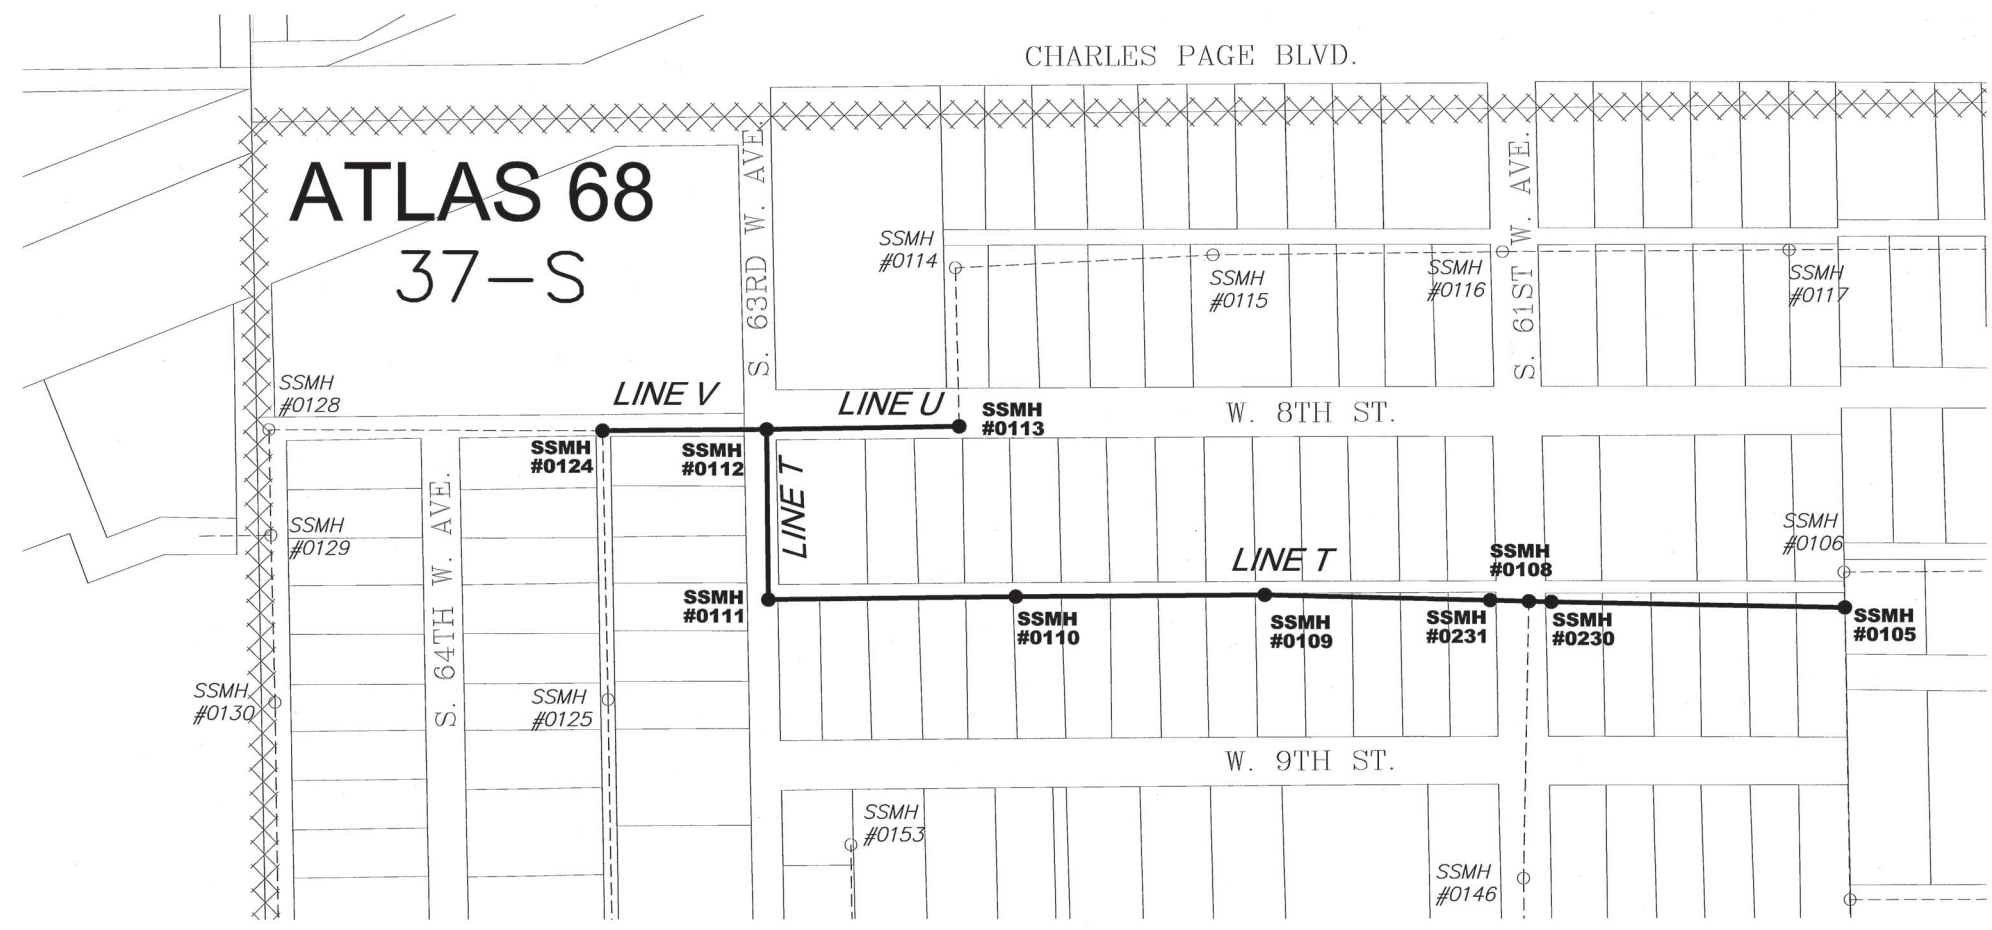 CHARLES PAGE BLVD.
ATLAS 68
37-S
S. 63RD W. AVE.
S. 61ST W. AVE.
SSMH
#0114
SSMH
#0115
SSMH
#0116
SSMH
#0117
SSMH
#0128
LINE V
LINE U
SSMH
#0113
W. 8TH ST.
SSMH
#0124
SSMH
#0112
LINE T
S. 64TH W. AVE.
SSMH
#0129
SSMH
#0106
LINE T
SSMH
#0108
SSMH
#0111
SSMH
#0110
SSMH
#0109
SSMH
#0231
SSMH
#0230
SSMH
#0105
SSMH
#0130
SSMH
#0125
W. 9TH ST.
SSMH
#0153
SSMH
#0146